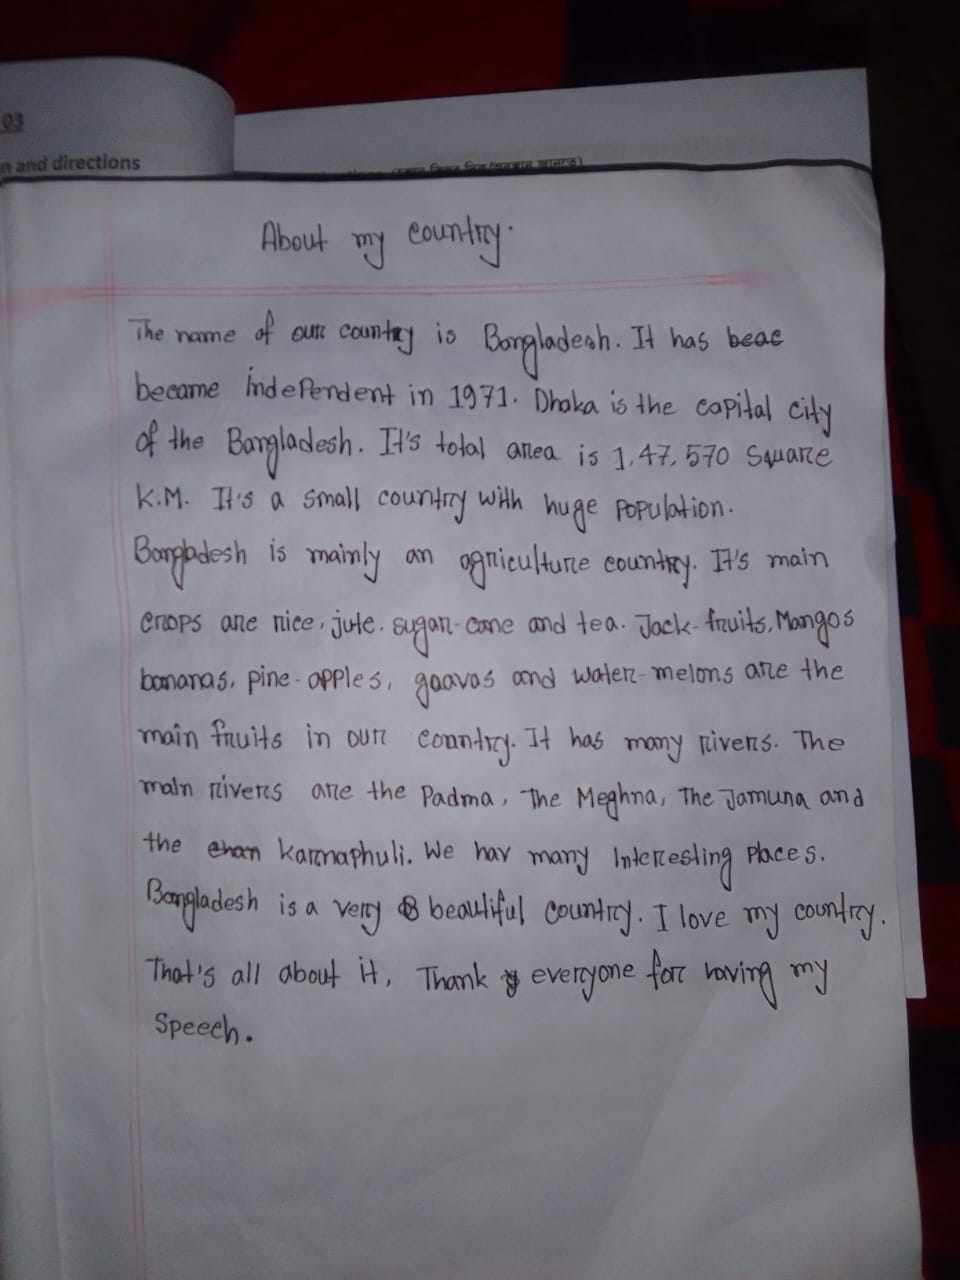 03
n and directions
About my country.
The name of our country is Bangladesh. It has beac
became independent in 1971. Dhaka is the capital city
of the Bangladesh. It's total area is 1,47,570 Square
K.M. It's a small country with huge population.
Bangladesh is mainly an agriculture country. It's main
crops are rice, jute. sugar-cane and tea. Jack-fruits, Mangos
bananas, pine-apples, gaavas and water-melons are the
main fruits in our coantry. It has many rivers. The
main rivers are the Padma, The Meghna, The Jamuna and
the chan karnaphuli. We hav many Interesting places.
Bangladesh is a very beautiful country. I love my country.
That's all about it, Thank y everyone for having my
Speech.